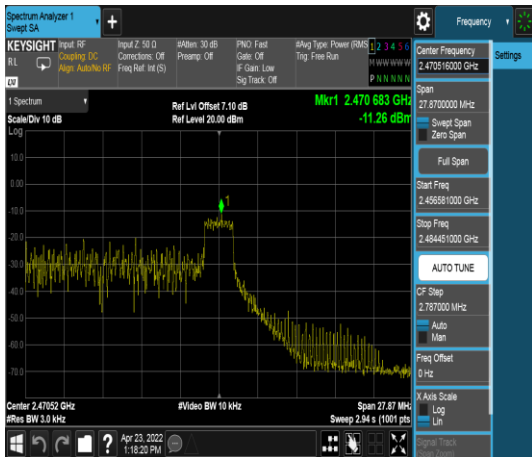 Spectrum Analyzer 1
Swept SA
Frequency
KEYSIGHT
RL
Input: RF
Coupling: DC
Align: Auto/No RF
Input Z: 50 Ω
Corrections: Off
Freq Ref: Int (S)
#Atten: 30 dB
Preamp: Off
PNO: Fast
Gate: Off
IF Gain: Low
Sig Track: Off
#Avg Type: Power (RMS
Trig: Free Run
1 2 3 4 5 6
M W W W W W
P N N N N N
LXI
1 Spectrum
Scale/Div 10 dB
Ref Lvl Offset 7.10 dB
Ref Level 20.00 dBm
Mkr1 2.470 683 GHz
-11.26 dBm
Log
10.0
0.00
-10.0
-20.0
-30.0
-40.0
-50.0
-60.0
-70.0
1
Center 2.47052 GHz
#Res BW 3.0 kHz
#Video BW 10 kHz
Span 27.87 MHz
Sweep 2.94 s (1001 pts)
Apr 23, 2022
1:18:20 PM
Center Frequency
2.470516000 GHz
Span
27.8700000 MHz
Swept Span
Zero Span
Full Span
Start Freq
2.456581000 GHz
Stop Freq
2.484451000 GHz
AUTO TUNE
CF Step
2.787000 MHz
Auto
Man
Freq Offset
0 Hz
X Axis Scale
Log
Lin
Signal Track
(Span Zoom)
Settings